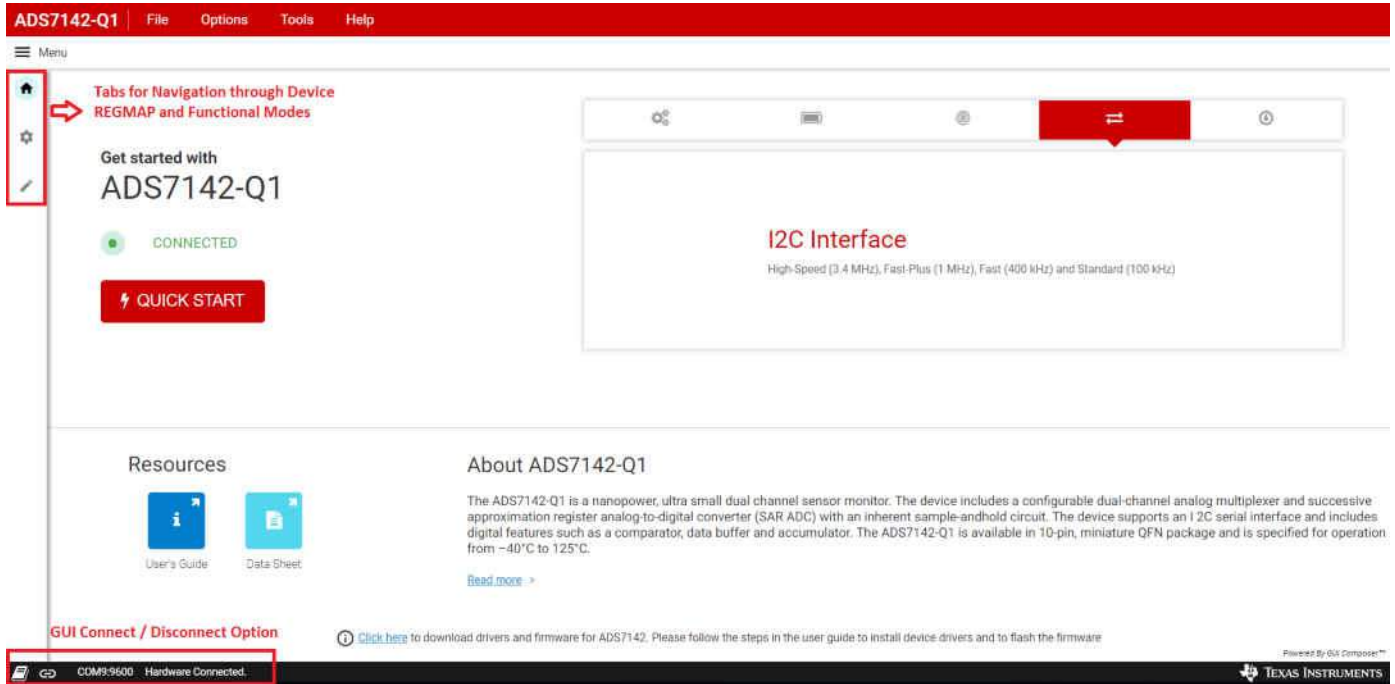 ADS7142-Q1 File Options Tools Help
Menu
Tabs for Navigation through Device
REGMAP and Functional Modes
Get started with
ADS7142-Q1
CONNECTED
QUICK START
I2C Interface
High-Speed (3.4 MHz), Fast-Plus (1 MHz), Fast (400 kHz) and Standard (100 kHz)
Resources
User's Guide Data Sheet
About ADS7142-Q1
The ADS7142-Q1 is a nanopower, ultra small dual channel sensor monitor. The device includes a configurable dual-channel analog multiplexer and successive
approximation register analog-to-digital converter (SAR ADC) with an inherent sample-andhold circuit. The device supports an I 2C serial interface and includes
digital features such as a comparator, data buffer and accumulator. The ADS7142-Q1 is available in 10-pin, miniature QFN package and is specified for operation
from −40°C to 125°C.
Read more >
GUI Connect / Disconnect Option
Click here to download drivers and firmware for ADS7142. Please follow the steps in the user guide to install device drivers and to flash the firmware
Powered By GUI Composer™
COM9:9600 Hardware Connected.
TEXAS INSTRUMENTS